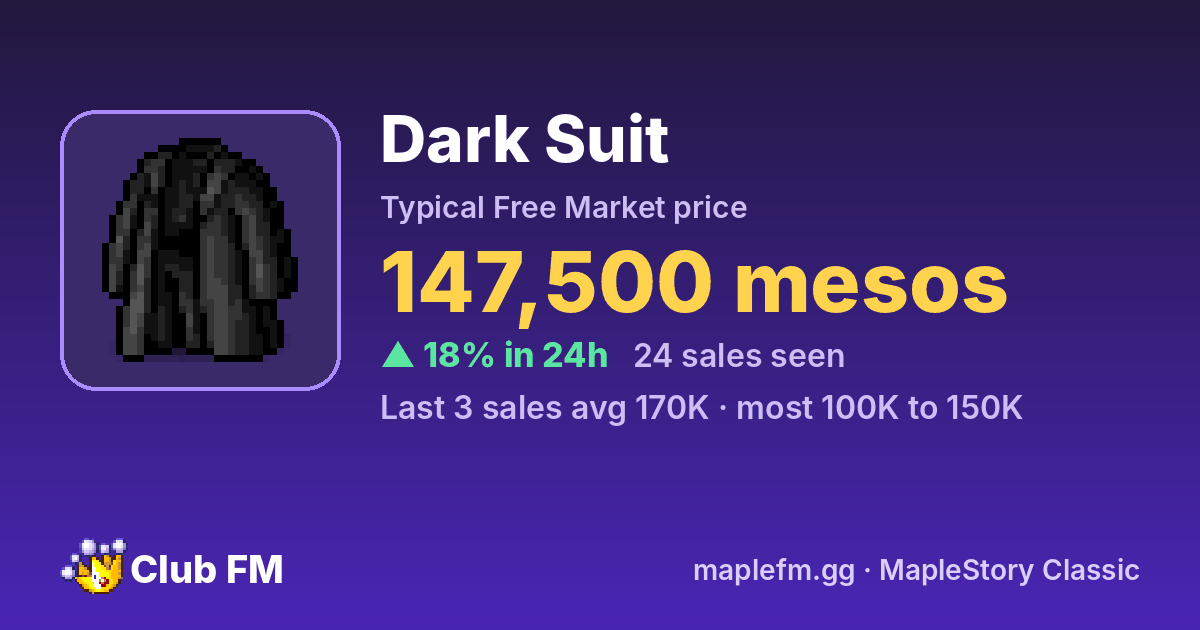 Dark Suit
Typical Free Market price
147,500 mesos
▲ 18% in 24h 24 sales seen
Last 3 sales avg 170K · most 100K to 150K
Club FM
maplefm.gg · MapleStory Classic